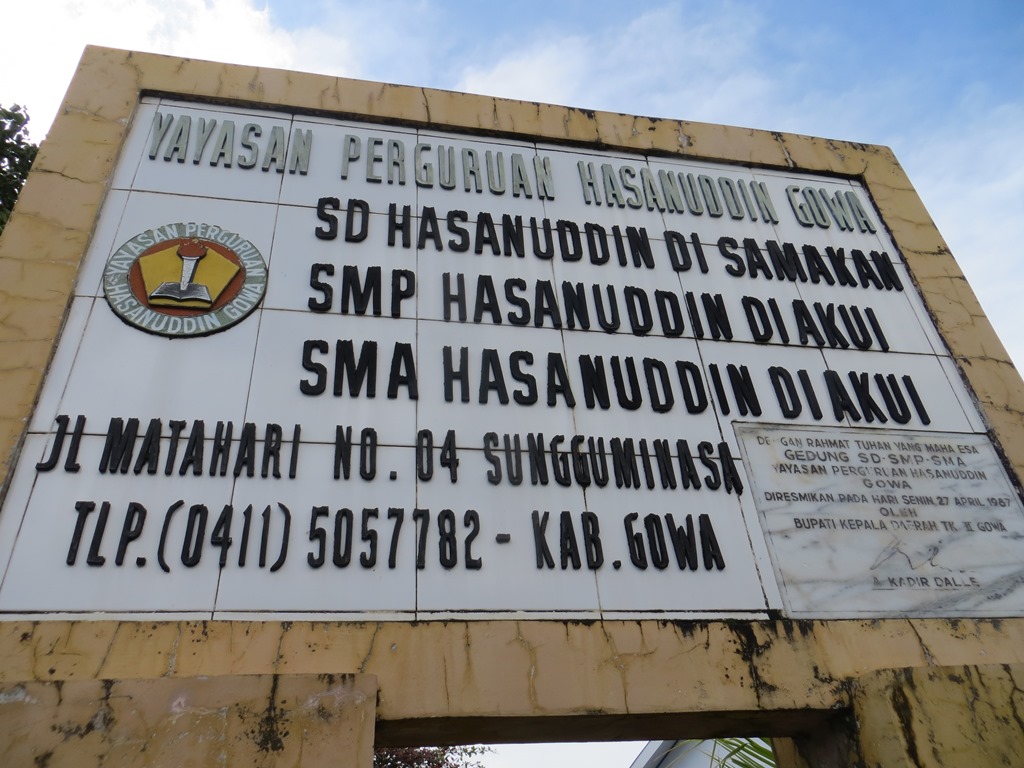 YAYASAN PERGURUAN HASANUDDIN GOWA
SD HASANUDDIN DI SAMAKAN
SMP HASANUDDIN DI AKUI
SMA HASANUDDIN DI AKUI
YAYASAN PERGURUAN
HASANUDDIN GOWA
JL MATAHARI NO. 04 SUNGGUMINASA
TLP. (0411) 5057782 - KAB. GOWA
DE GAN RAHMAT TUHAN YANG MAHA ESA
GEDUNG SD-SMP-SMA
YAYASAN PERGURUAN HASANUDDIN
GOWA
DIRESMIKAN PADA HARI SENIN, 27 APRIL 1987
OLEH
BUPATI KEPALA DAERAH TK. II GOWA
A. KADIR DALLE